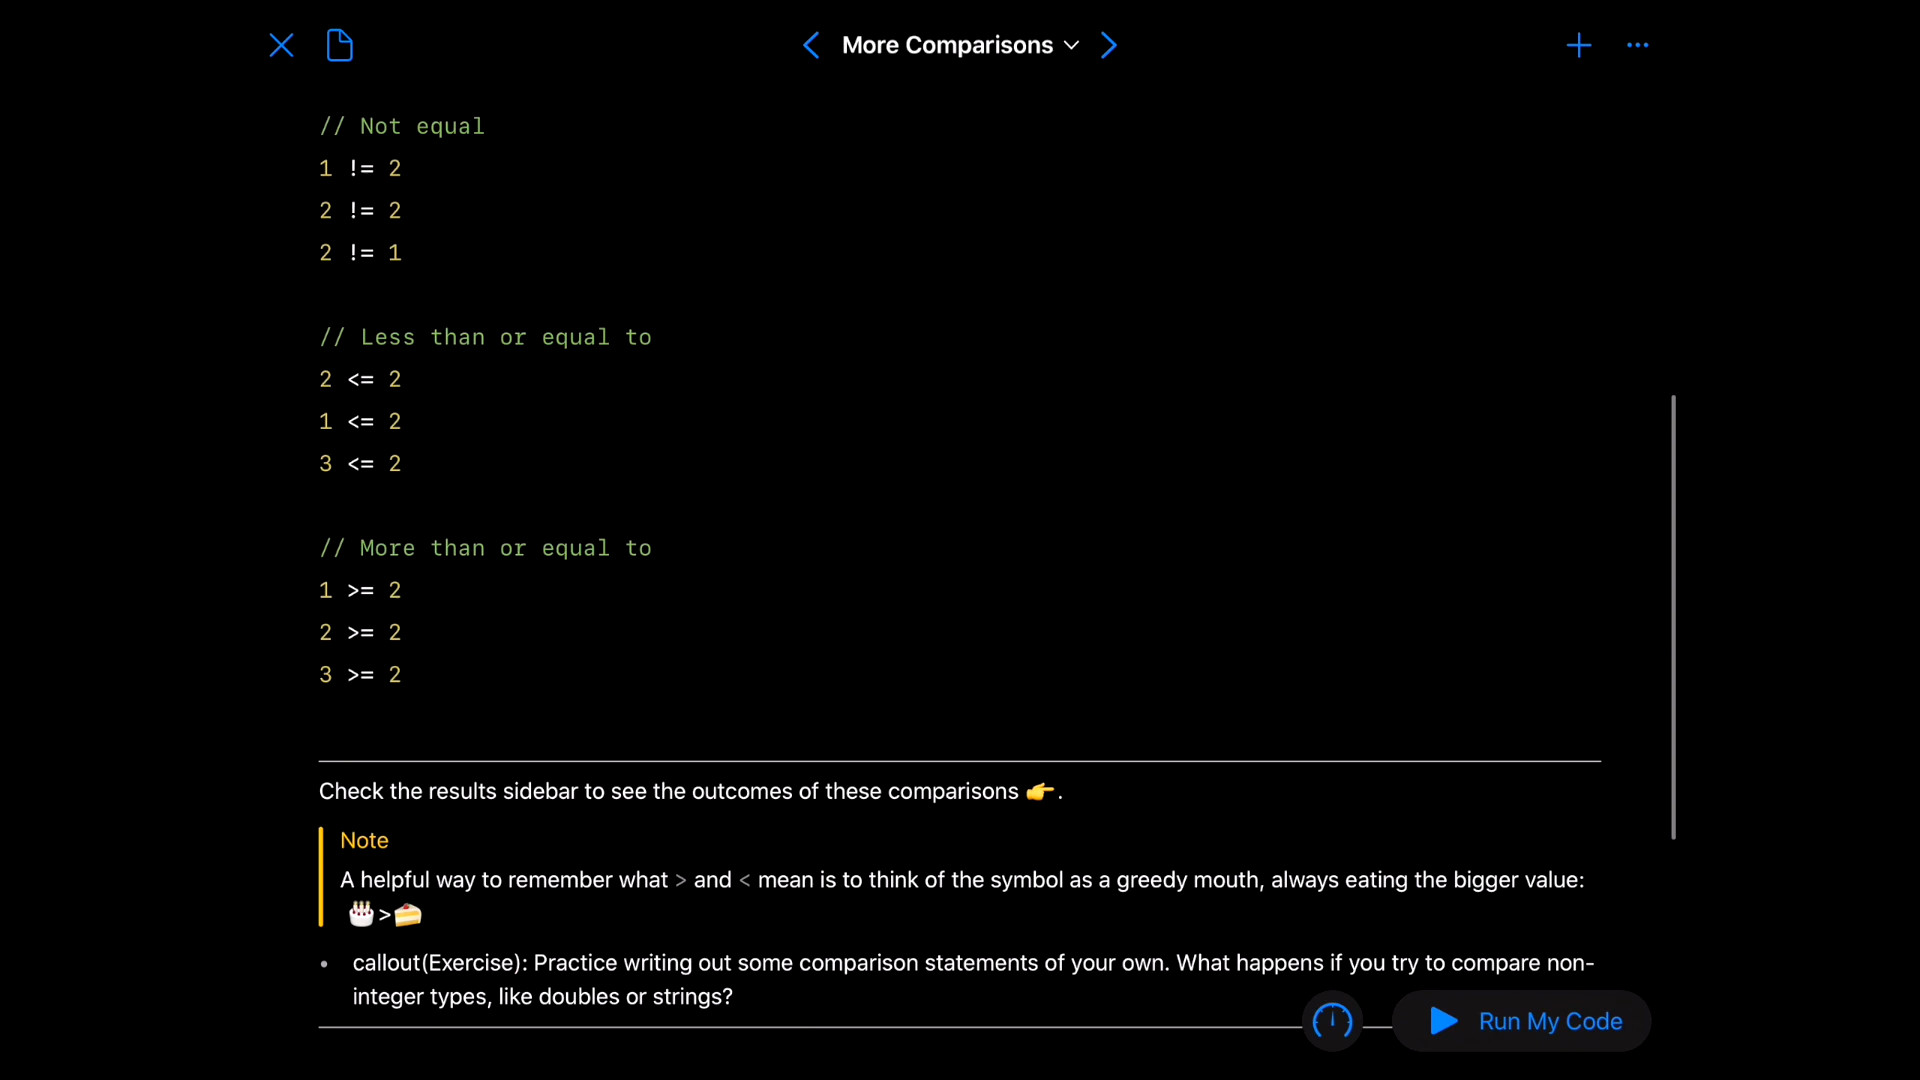 More Comparisons
// Not equal
1 != 2
2 != 2
2 != 1
// Less than or equal to
2 <= 2
1 <= 2
3 <= 2
// More than or equal to
1 >= 2
2 >= 2
3 >= 2
Check the results sidebar to see the outcomes of these comparisons 👉.
Note
A helpful way to remember what > and < mean is to think of the symbol as a greedy mouth, always eating the bigger value:
🎂>🍰
• callout(Exercise): Practice writing out some comparison statements of your own. What happens if you try to compare non-
integer types, like doubles or strings?
Run My Code